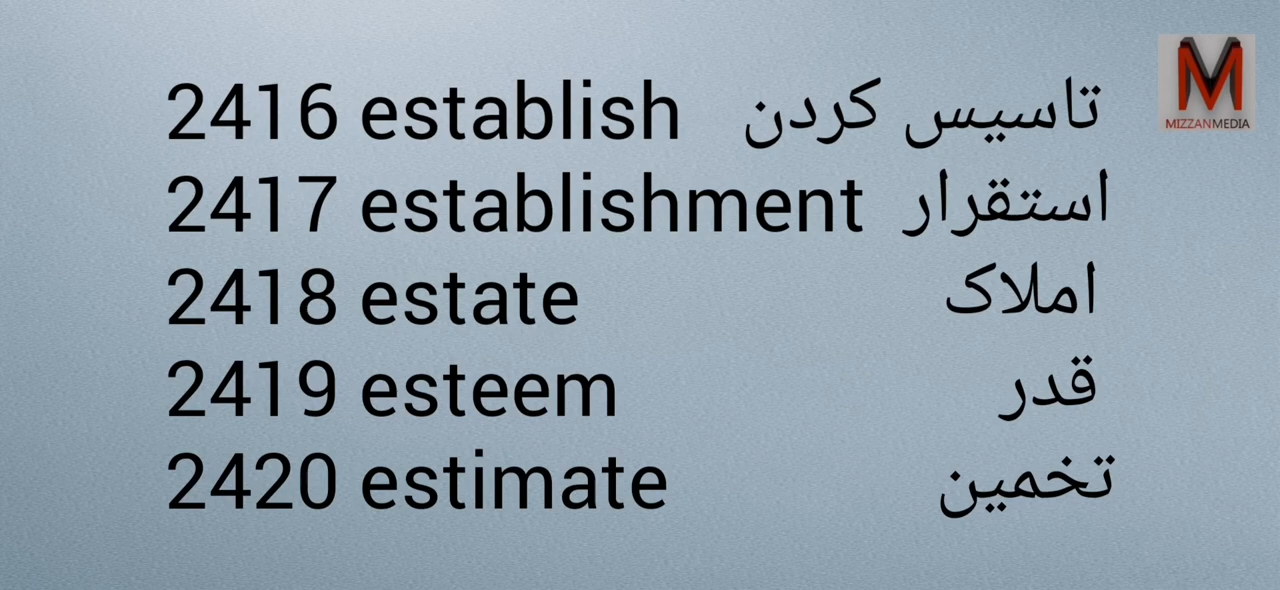 2416 establish تاسیس کردن
2417 establishment استقرار
2418 estate املاک
2419 esteem قدر
2420 estimate تخمین
M
MIZZANMEDIA